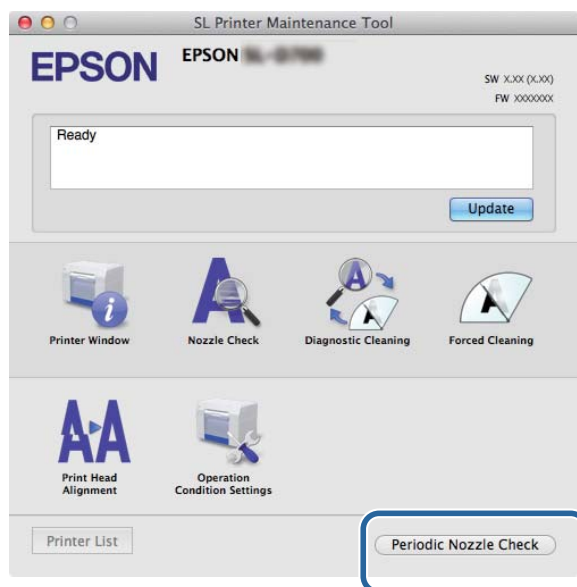 SL Printer Maintenance Tool
EPSON
EPSON
SW X.XX (X.XX)
FW XXXXXXX
Ready
Update
Printer Window
Nozzle Check
Diagnostic Cleaning
Forced Cleaning
Print Head
Alignment
Operation
Condition Settings
Printer List
Periodic Nozzle Check